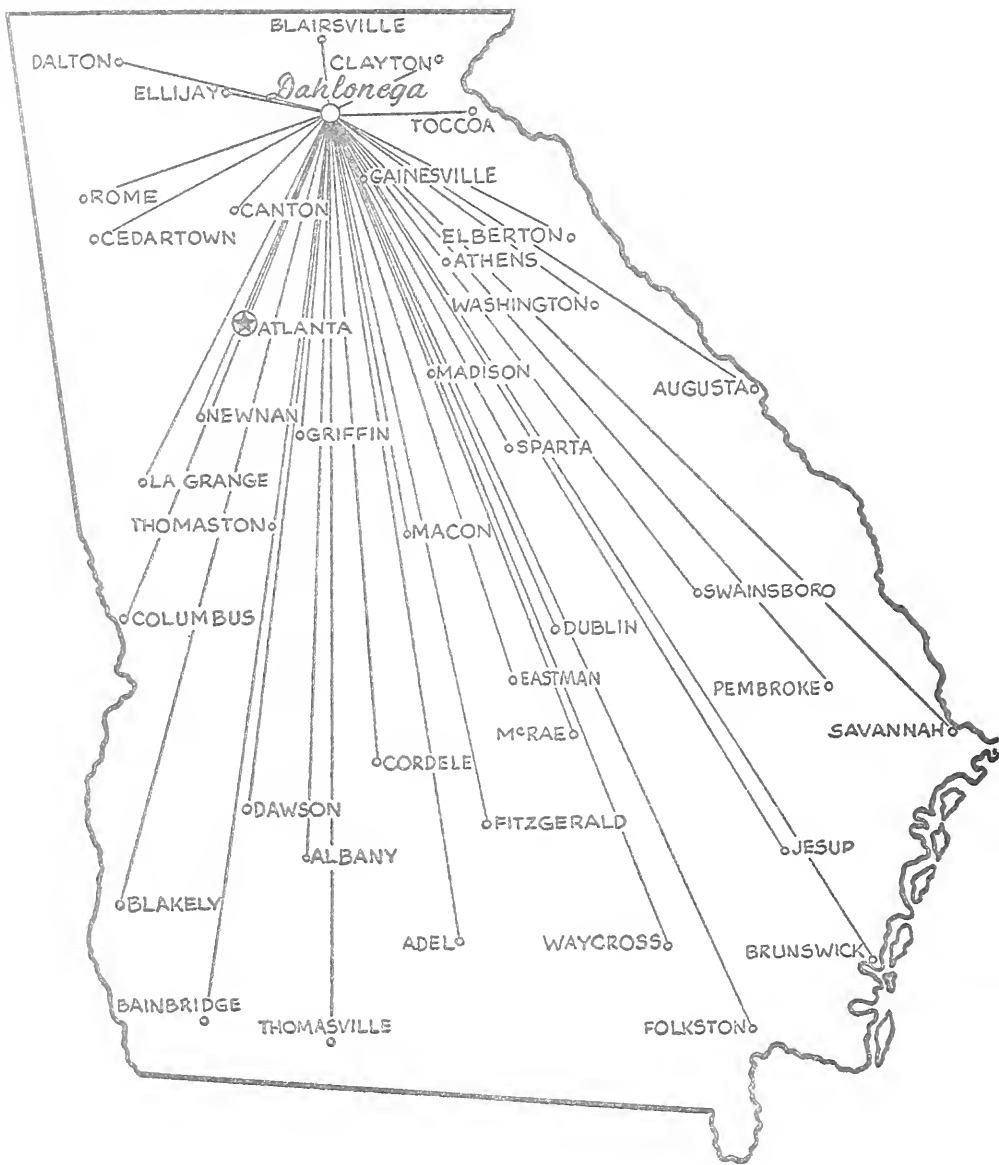 BLAIRSVILLE
DALTON
CLAYTON
ELLIJAY
Dahlonega
TOCCOA
GAINESVILLE
ROME
CANTON
CEDARTOWN
ELBERTON
ATHENS
WASHINGTON
ATLANTA
MADISON
AUGUSTA
NEWNAN
GRIFFIN
SPARTA
LA GRANGE
THOMASTON
MACON
SWAINSBORO
COLUMBUS
DUBLIN
EASTMAN
PEMBROKE
McRAE
SAVANNAH
CORDELE
DAWSON
FITZGERALD
JESUP
ALBANY
BLAKELY
ADEL
WAYCROSS
BRUNSWICK
BAINBRIDGE
THOMASVILLE
FOLKSTON